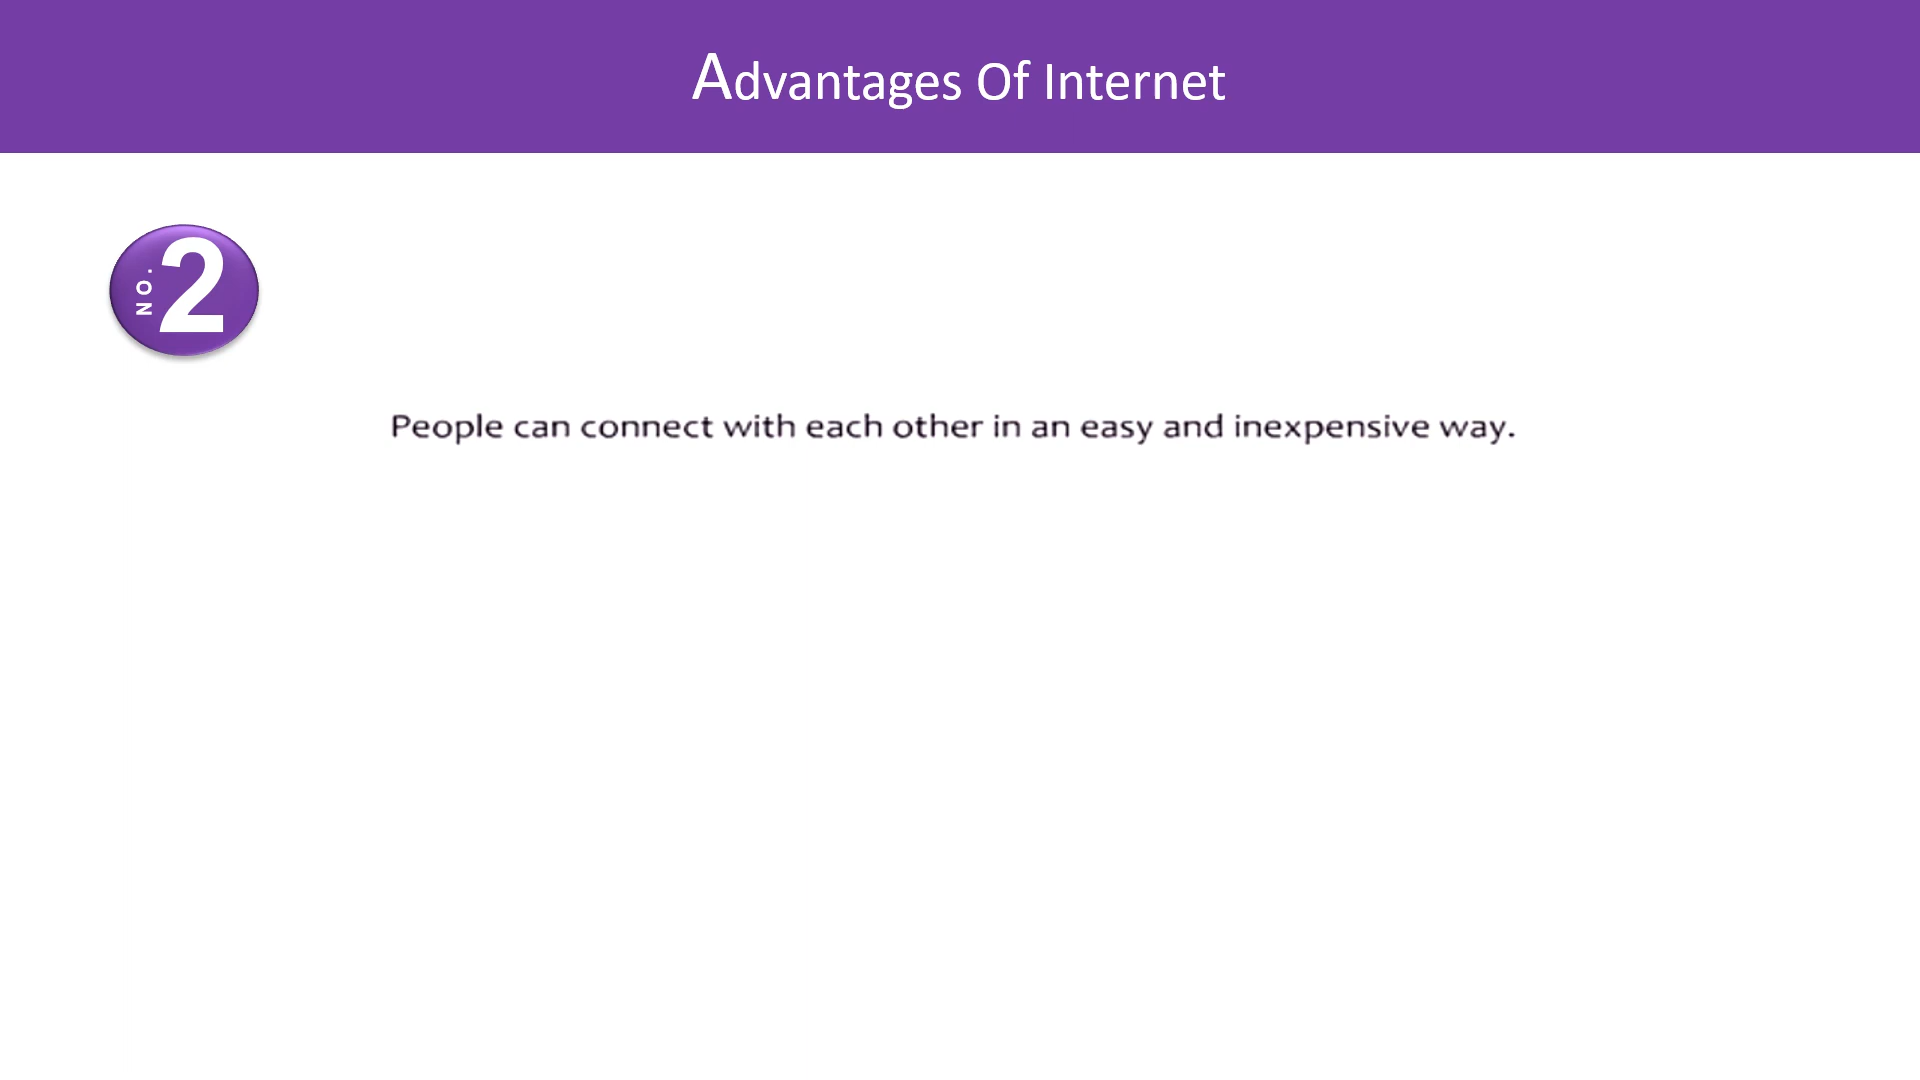 Advantages Of Internet
NO. 2
People can connect with each other in an easy and inexpensive way.